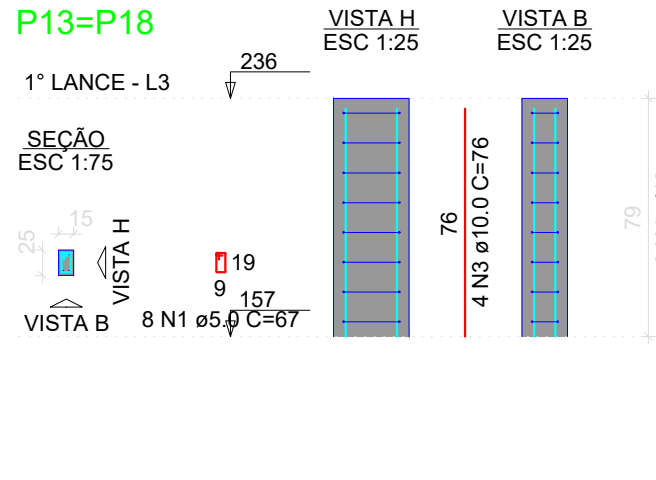 P13=P18
VISTA H
ESC 1:25
VISTA B
ESC 1:25
236
1° LANCE - L3
SEÇÃO
ESC 1:75
15
25
VISTA H
VISTA B
19
9
157
8 N1 ø5.0 C=67
76
4 N3 ø10.0 C=76
79